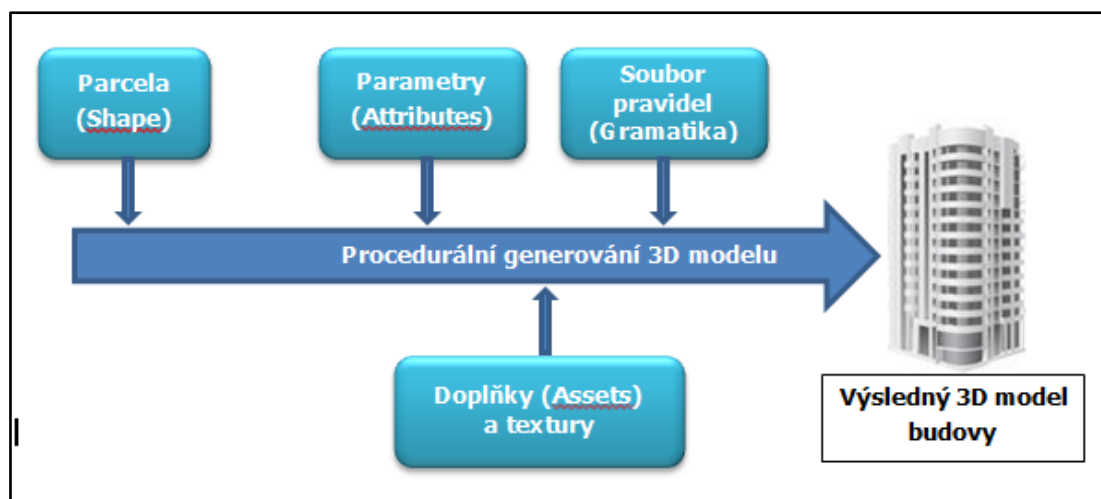 Parcela
(Shape)
Parametry
(Attributes)
Soubor
pravidel
(Gramatika)
Procedurální generování 3D modelu
Doplňky (Assets)
a textury
Výsledný 3D model
budovy